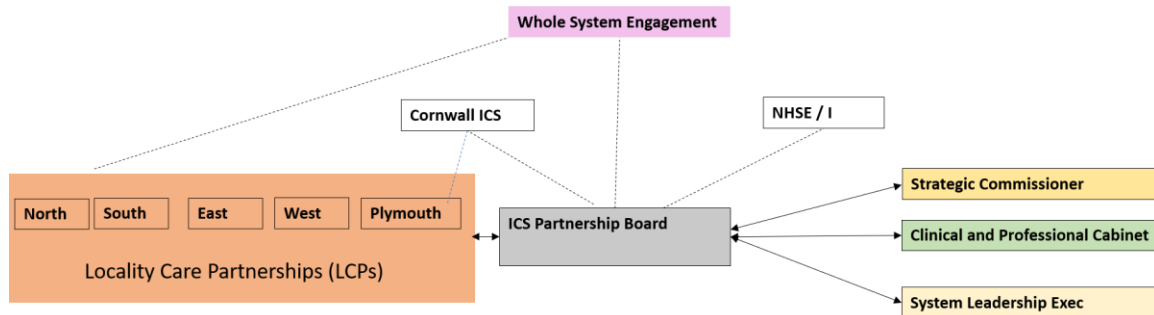 Whole System Engagement
Cornwall ICS
NHSE / I
Strategic Commissioner
North
South
East
West
Plymouth
ICS Partnership Board
Clinical and Professional Cabinet
Locality Care Partnerships (LCPs)
System Leadership Exec